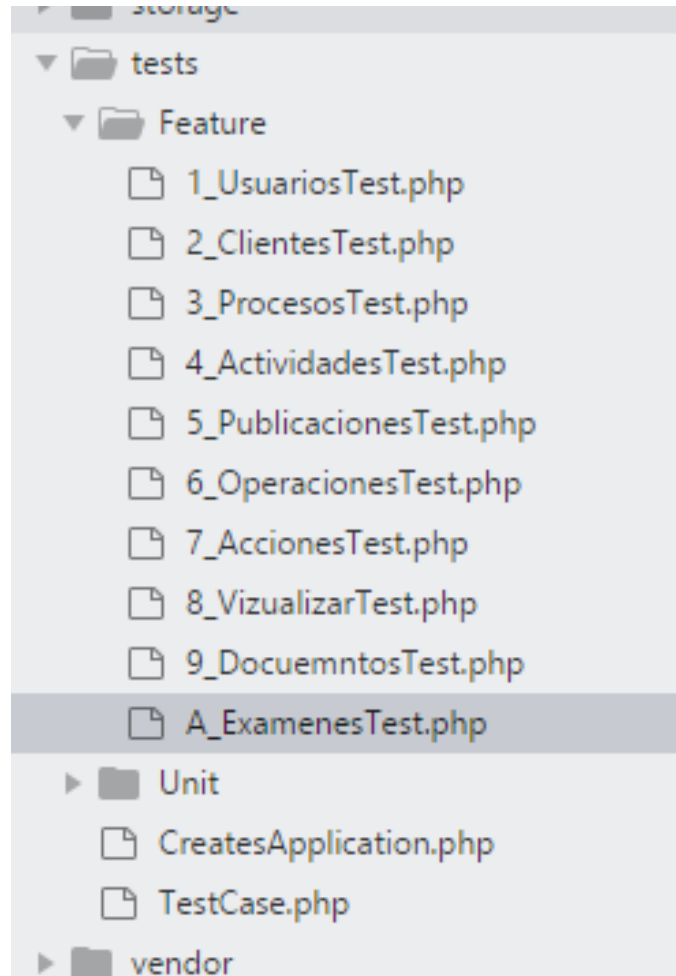 storage
tests
Feature
1_UsuariosTest.php
2_ClientesTest.php
3_ProcesosTest.php
4_ActividadesTest.php
5_PublicacionesTest.php
6_OperacionesTest.php
7_AccionesTest.php
8_VizualizarTest.php
9_DocuemntosTest.php
A_ExamenesTest.php
Unit
CreatesApplication.php
TestCase.php
vendor